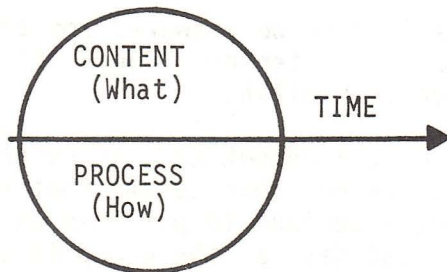 CONTENT
(What)
TIME
PROCESS
(How)